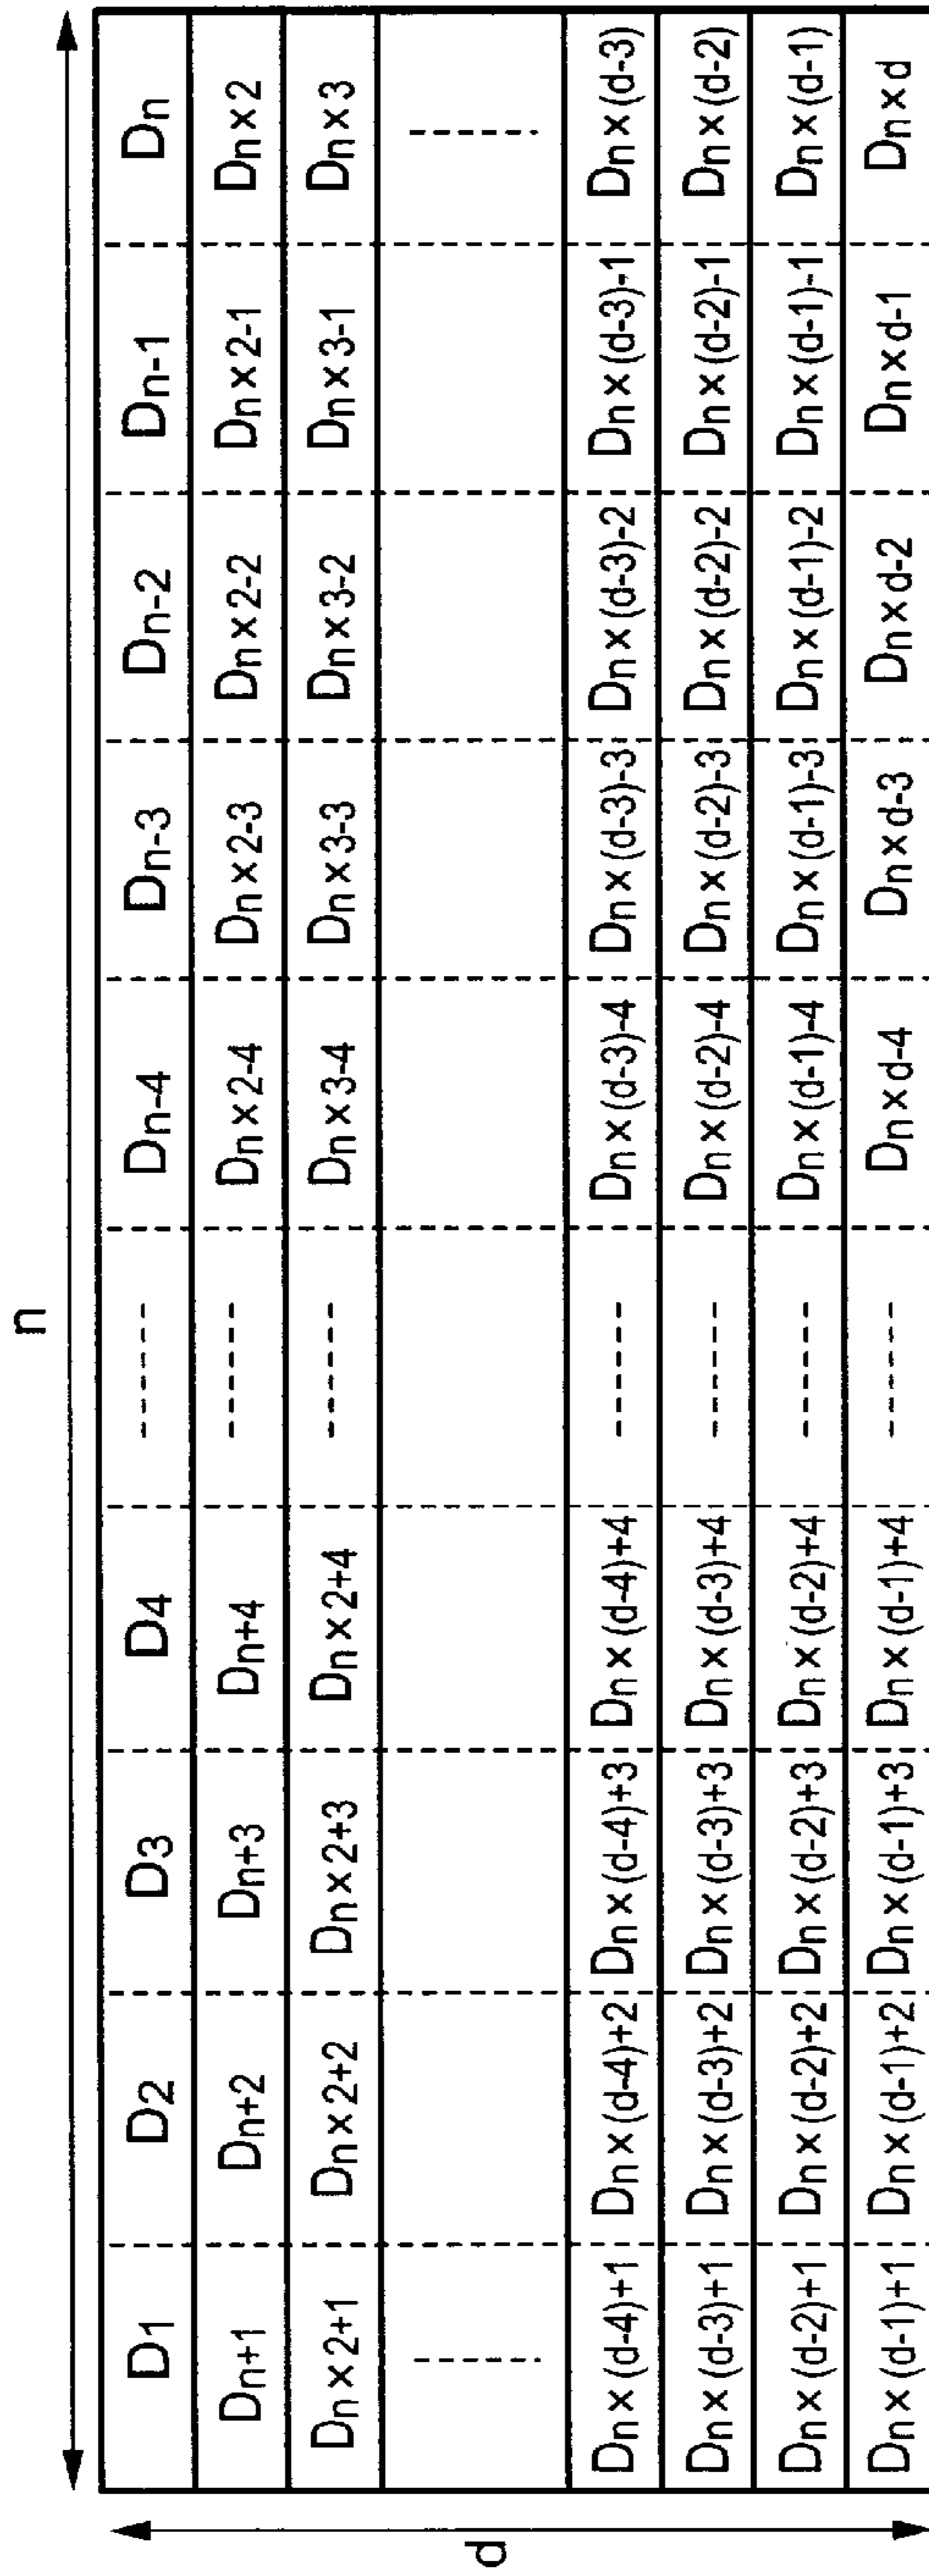 n
d
D1 D2 D3 D4 ------ Dn-4 Dn-3 Dn-2 Dn-1 Dn
Dn+1 Dn+2 Dn+3 Dn+4 ------ Dn×2-4 Dn×2-3 Dn×2-2 Dn×2-1 Dn×2
Dn×2+1 Dn×2+2 Dn×2+3 Dn×2+4 ------ Dn×3-4 Dn×3-3 Dn×3-2 Dn×3-1 Dn×3
Dn×(d-4)+1 Dn×(d-4)+2 Dn×(d-4)+3 Dn×(d-4)+4 ------ Dn×(d-3)-4 Dn×(d-3)-3 Dn×(d-3)-2 Dn×(d-3)-1 Dn×(d-3)
Dn×(d-3)+1 Dn×(d-3)+2 Dn×(d-3)+3 Dn×(d-3)+4 ------ Dn×(d-2)-4 Dn×(d-2)-3 Dn×(d-2)-2 Dn×(d-2)-1 Dn×(d-2)
Dn×(d-2)+1 Dn×(d-2)+2 Dn×(d-2)+3 Dn×(d-2)+4 ------ Dn×(d-1)-4 Dn×(d-1)-3 Dn×(d-1)-2 Dn×(d-1)-1 Dn×(d-1)
Dn×(d-1)+1 Dn×(d-1)+2 Dn×(d-1)+3 Dn×(d-1)+4 ------ Dn×d-4 Dn×d-3 Dn×d-2 Dn×d-1 Dn×d